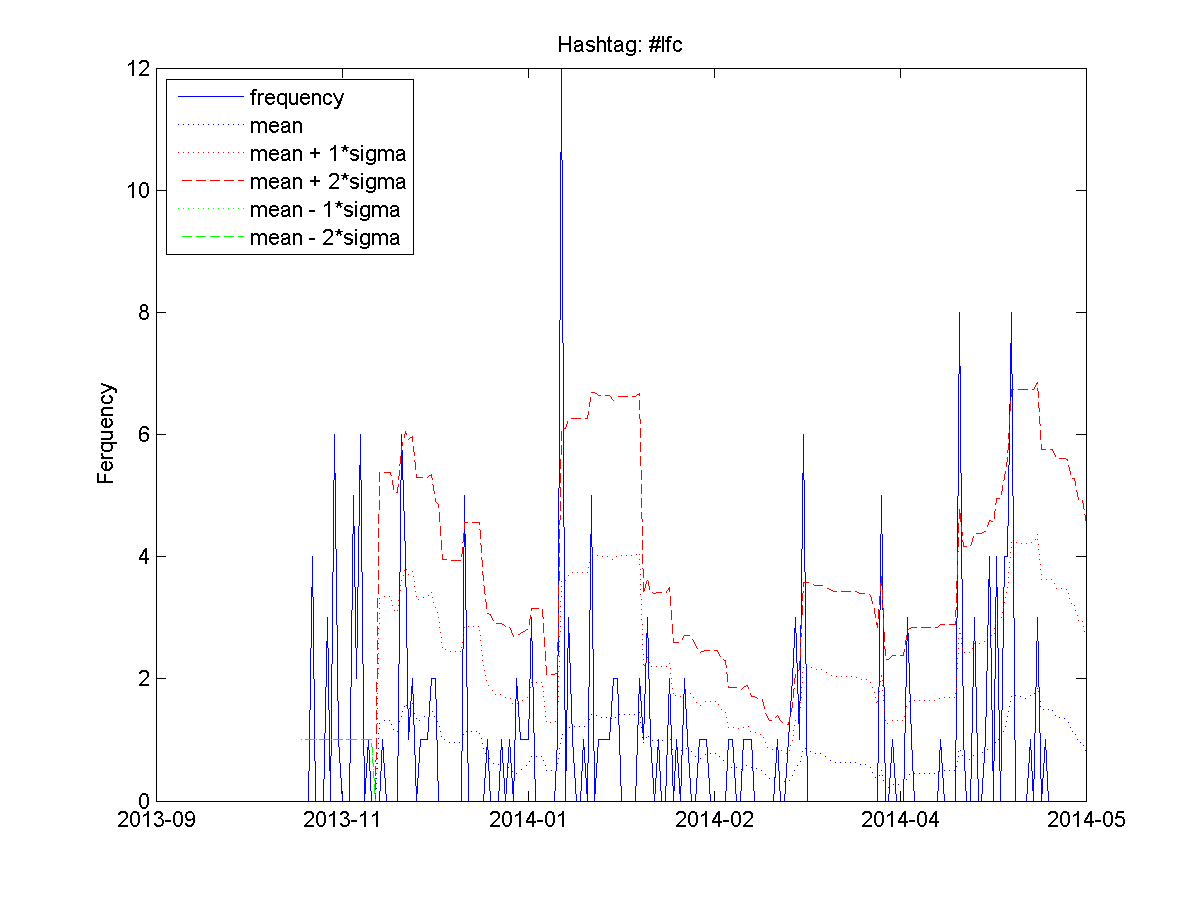 Hashtag: #lfc
12
10
8
6
4
2
0
Ferquency
frequency
mean
mean + 1*sigma
mean + 2*sigma
mean - 1*sigma
mean - 2*sigma
2013-09 2013-11 2014-01 2014-02 2014-04 2014-05